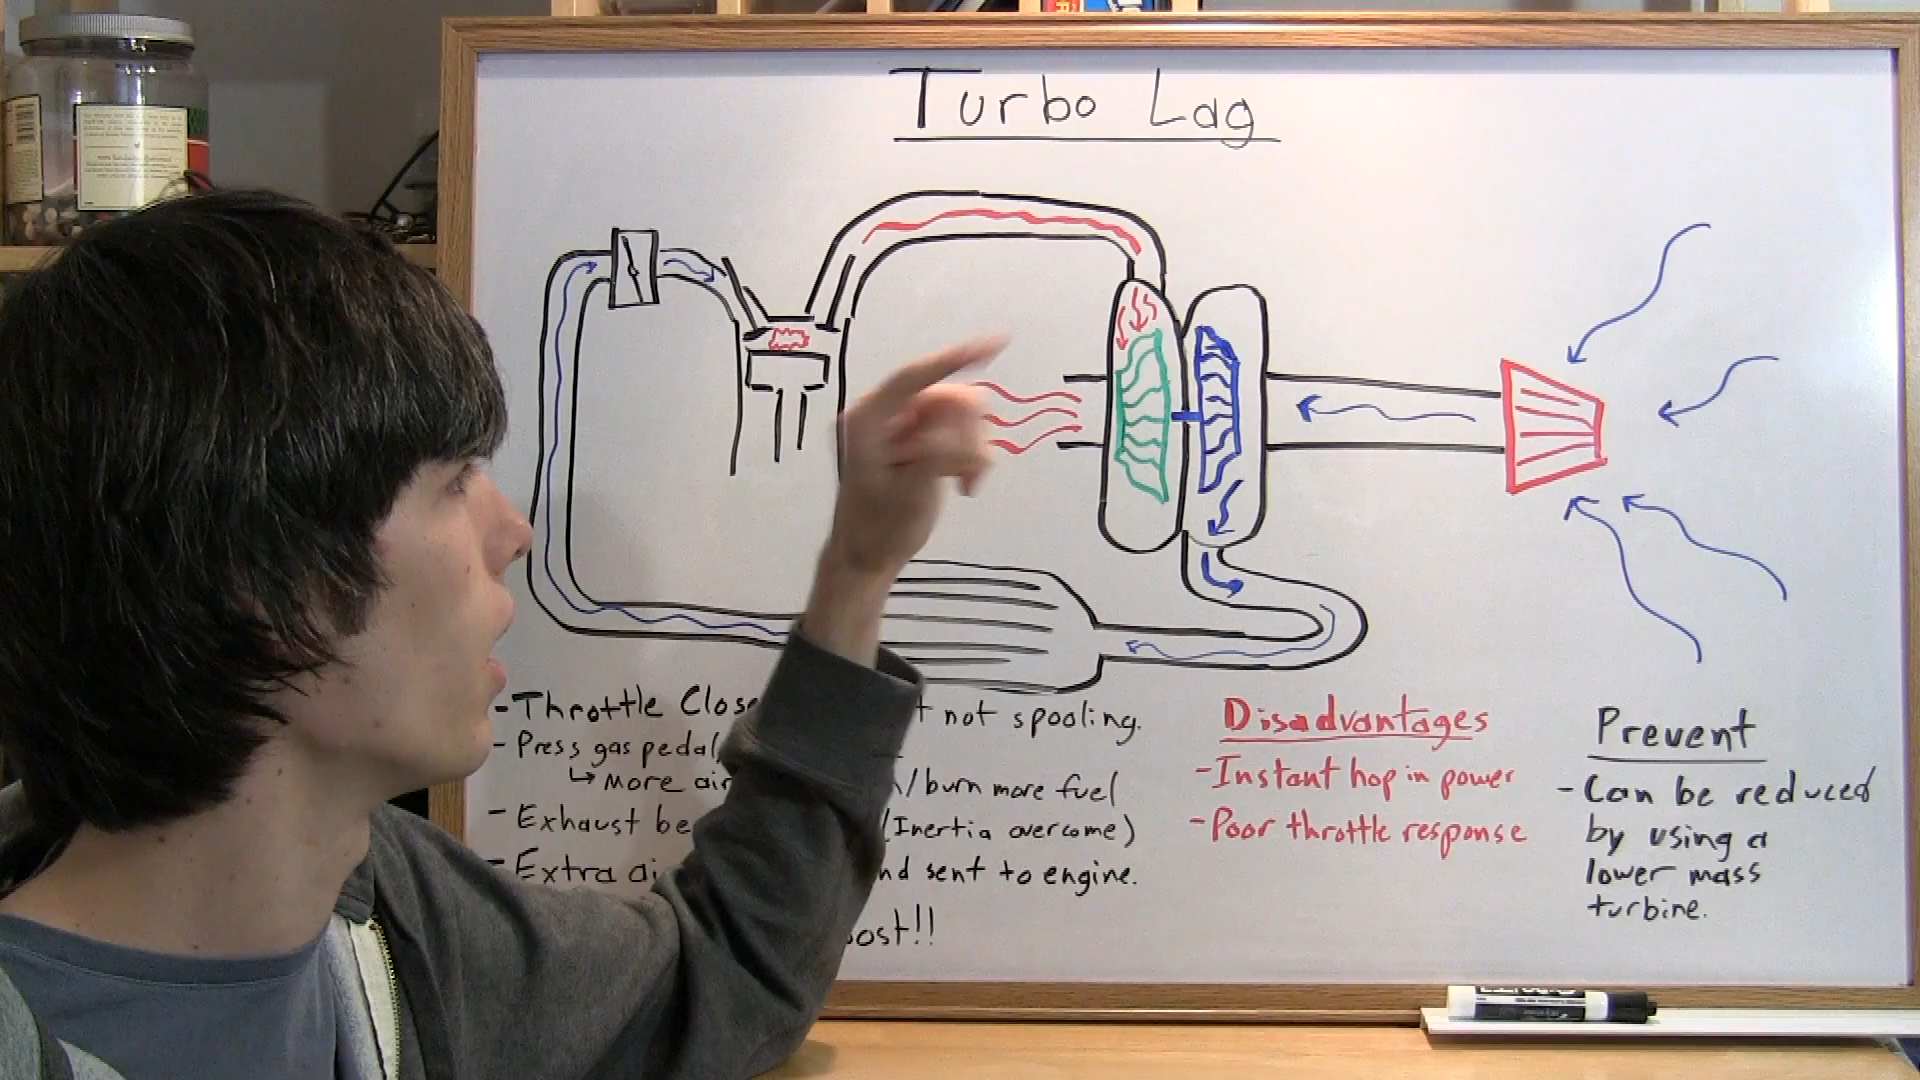 Turbo Lag
-Throttle Close not spooling.
- Press gas pedal,
↳ More air /burn more fuel
- Exhaust be (Inertia overcome)
- Extra ai nd sent to engine.
oost!!
Disadvantages
-Instant hop in power
-Poor throttle response
Prevent
-Can be reduced
by using a
lower mass
turbine.